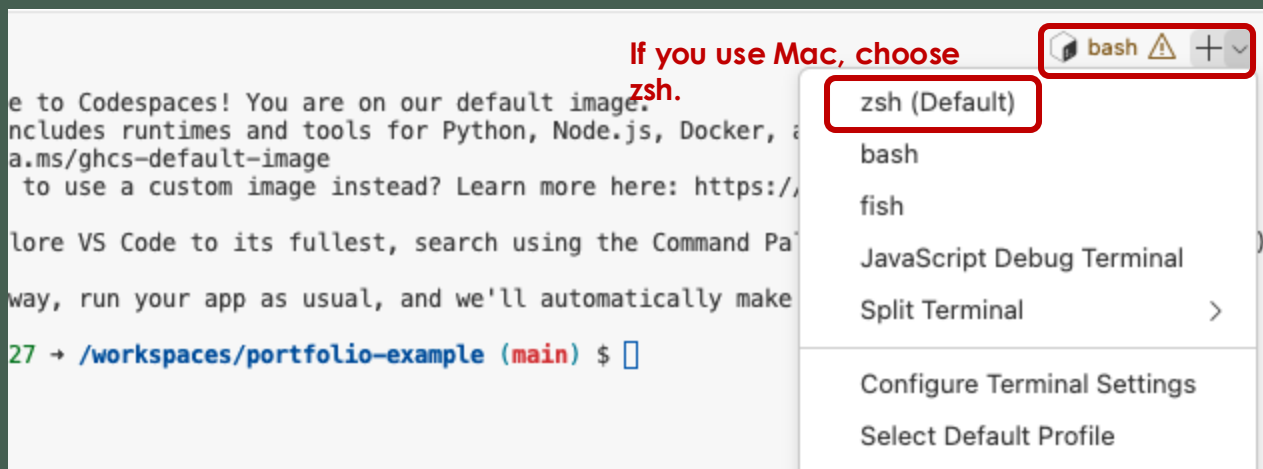 If you use Mac, choose
zsh.
bash
e to Codespaces! You are on our default image.
ncludes runtimes and tools for Python, Node.js, Docker, a
a.ms/ghcs-default-image
to use a custom image instead? Learn more here: https://
lore VS Code to its fullest, search using the Command Pa
)
way, run your app as usual, and we'll automatically make
27 → /workspaces/portfolio-example (main) $
zsh (Default)
bash
fish
JavaScript Debug Terminal
Split Terminal
Configure Terminal Settings
Select Default Profile